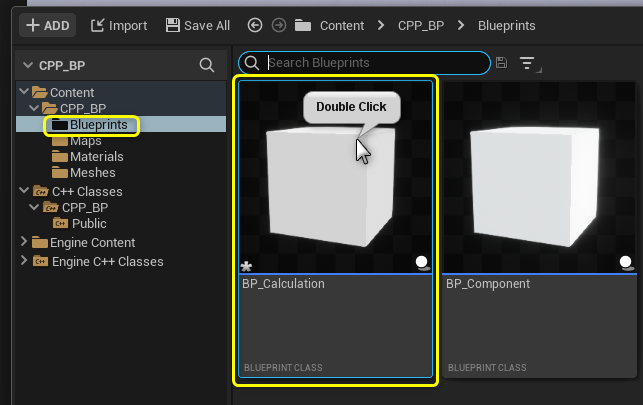 ADD Import Save All Content CPP_BP Blueprints
CPP_BP
Search Blueprints
Content
CPP_BP
Blueprints
Maps
Materials
Meshes
C++ Classes
CPP_BP
Public
Engine Content
Engine C++ Classes
Double Click
BP_Calculation
BLUEPRINT CLASS
BP_Component
BLUEPRINT CLASS